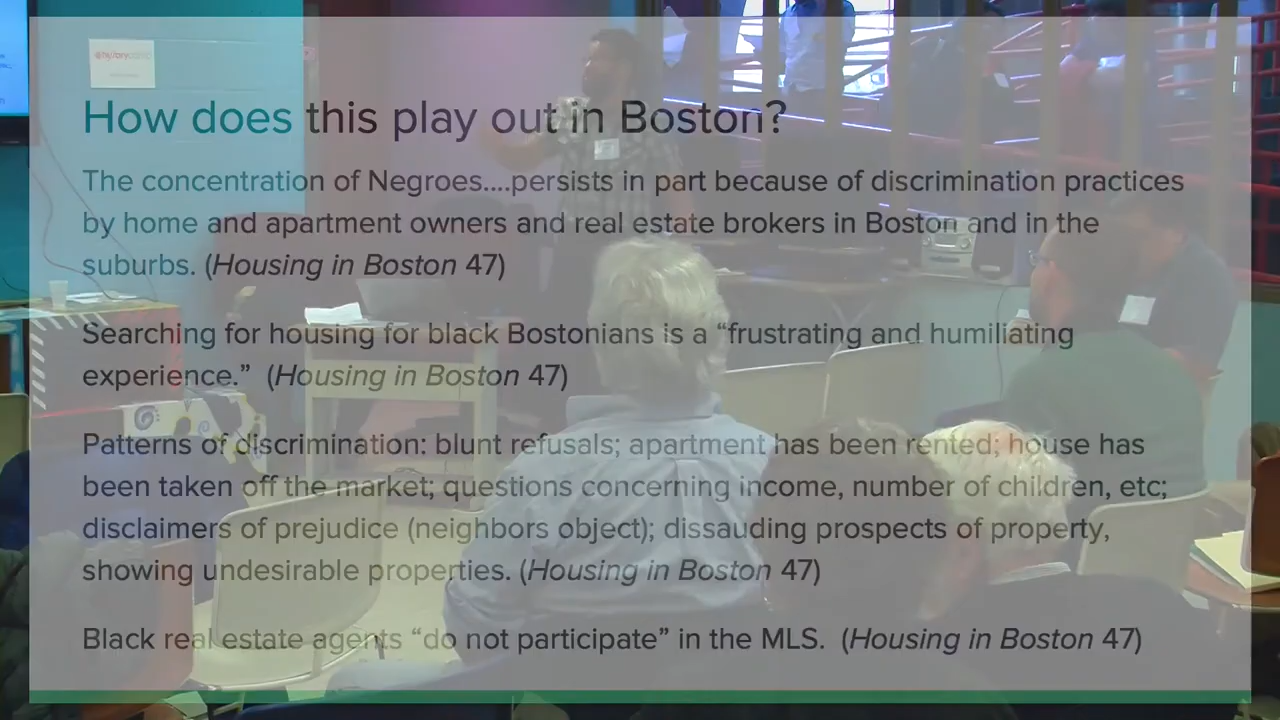 How does this play out in Boston?
The concentration of Negroes....persists in part because of discrimination practices
by home and apartment owners and real estate brokers in Boston and in the
suburbs. (Housing in Boston 47)
Searching for housing for black Bostonians is a “frustrating and humiliating
experience.” (Housing in Boston 47)
Patterns of discrimination: blunt refusals; apartment has been rented; house has
been taken off the market; questions concerning income, number of children, etc;
disclaimers of prejudice (neighbors object); dissauding prospects of property,
showing undesirable properties. (Housing in Boston 47)
Black real estate agents “do not participate” in the MLS. (Housing in Boston 47)